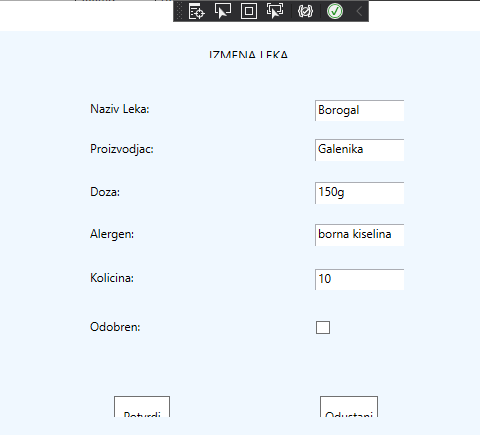 IZMENA LEKA
Naziv Leka: Borogal
Proizvodjac: Galenika
Doza: 150g
Alergen: borna kiselina
Kolicina: 10
Odobren:
Potvrdi Odustani